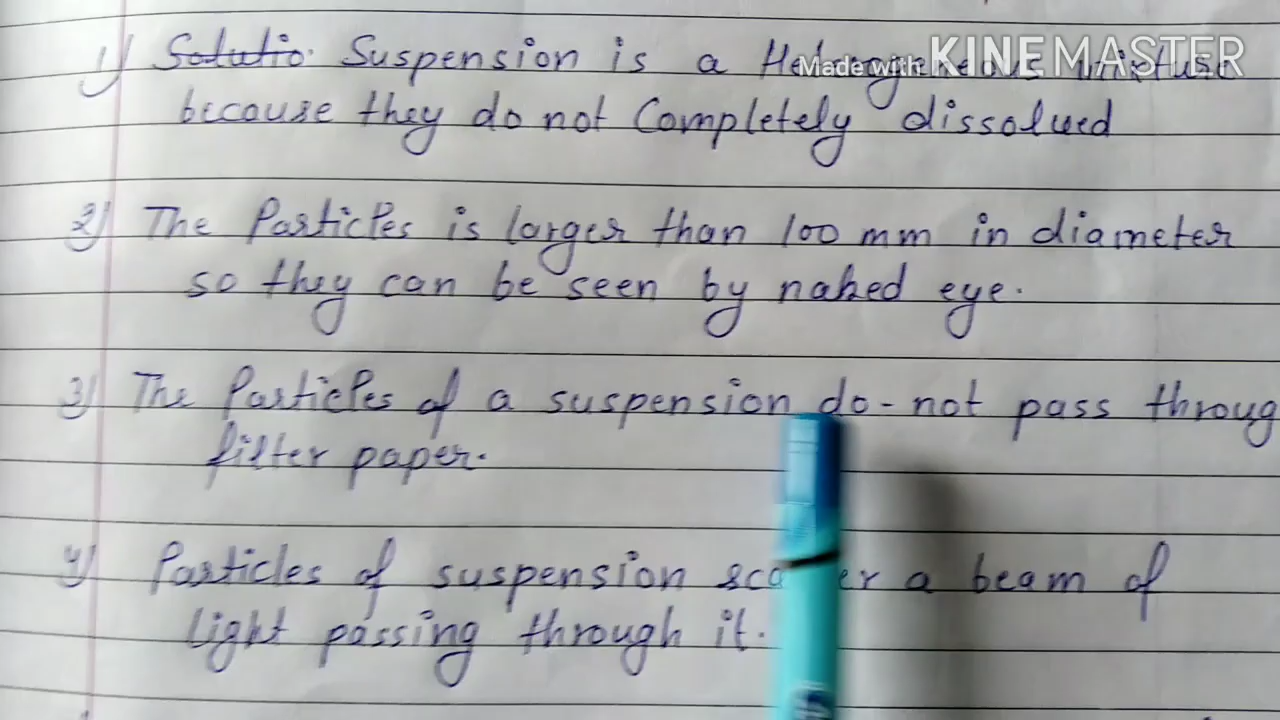 1) Solutio. Suspension is a Heterogeneous mixture
Made with KINEMASTER
because they do not Completely dissolved
2) The Particles is larger than 100 mm in diameter
so they can be seen by naked eye.
3) The Particles of a suspension do-not pass throug
filter paper.
4) Particles of suspension sca er a beam of
light passing through it.